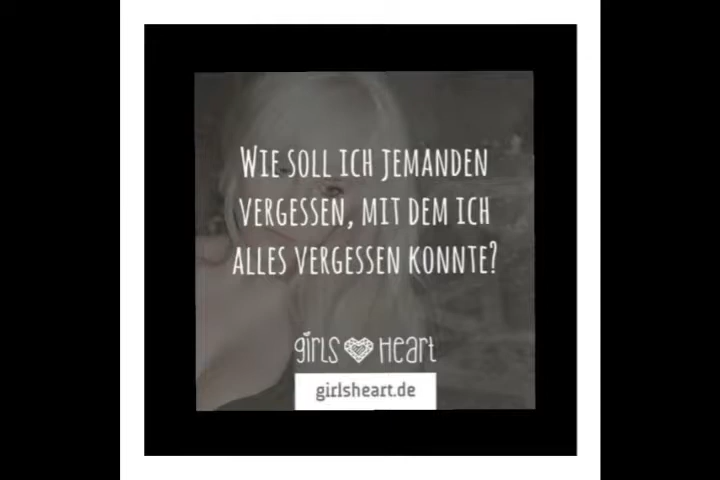 Wie soll ich jemanden
vergessen, mit dem ich
alles vergessen konnte?
girls Heart
girlsheart.de